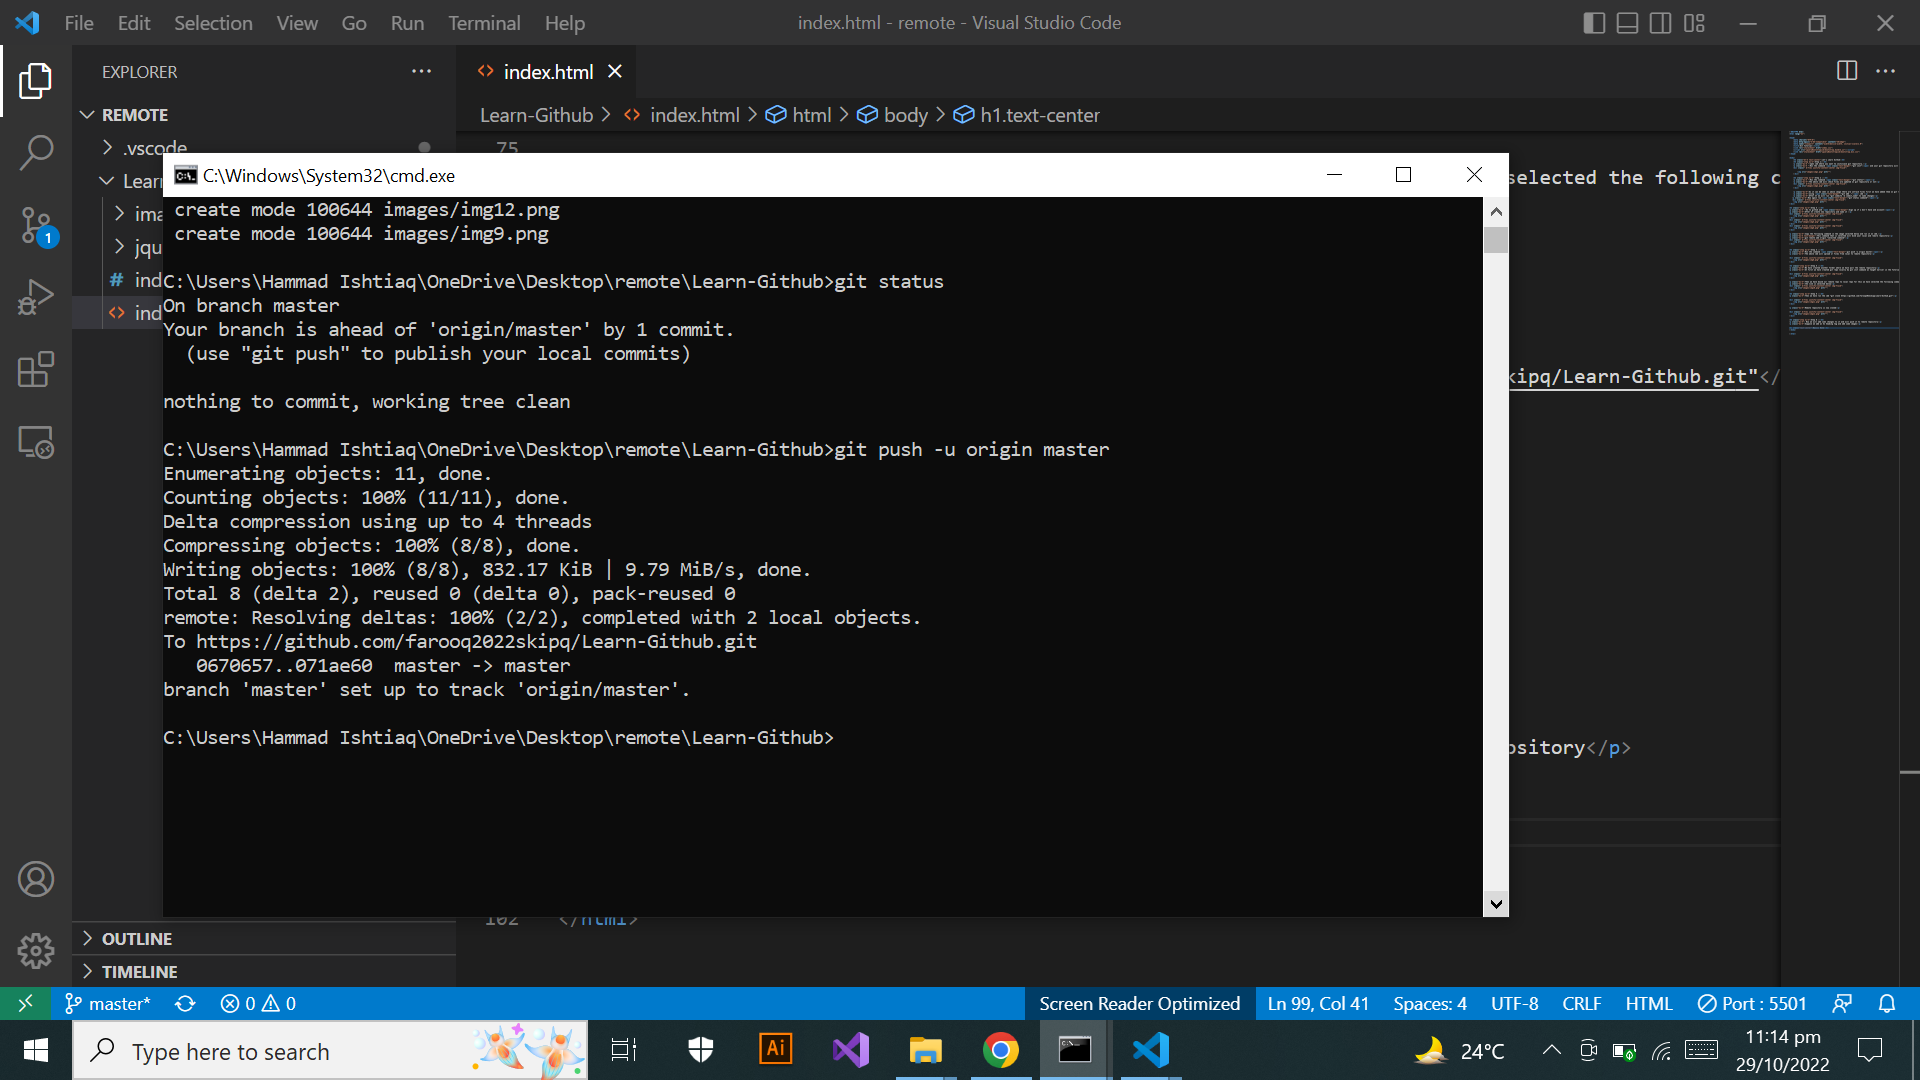 File Edit Selection View Go Run Terminal Help
index.html - remote - Visual Studio Code
EXPLORER
index.html
REMOTE
Learn-Github > index.html > html > body > h1.text-center
.vscode
75
Lear
C:\Windows\System32\cmd.exe
selected the following c
ima
create mode 100644 images/img12.png
create mode 100644 images/img9.png
jqu
# ind
C:\Users\Hammad Ishtiaq\OneDrive\Desktop\remote\Learn-Github>git status
On branch master
<> ind
Your branch is ahead of 'origin/master' by 1 commit.
(use "git push" to publish your local commits)
kipq/Learn-Github.git"</
nothing to commit, working tree clean
C:\Users\Hammad Ishtiaq\OneDrive\Desktop\remote\Learn-Github>git push -u origin master
Enumerating objects: 11, done.
Counting objects: 100% (11/11), done.
Delta compression using up to 4 threads
Compressing objects: 100% (8/8), done.
Writing objects: 100% (8/8), 832.17 KiB | 9.79 MiB/s, done.
Total 8 (delta 2), reused 0 (delta 0), pack-reused 0
remote: Resolving deltas: 100% (2/2), completed with 2 local objects.
To https://github.com/farooq2022skipq/Learn-Github.git
0670657..071ae60  master -> master
branch 'master' set up to track 'origin/master'.
C:\Users\Hammad Ishtiaq\OneDrive\Desktop\remote\Learn-Github>
ository</p>
102 </html>
1
OUTLINE
TIMELINE
master* 0 0 Screen Reader Optimized Ln 99, Col 41 Spaces: 4 UTF-8 CRLF HTML Port : 5501
Type here to search
Ai
24°C
11:14 pm
29/10/2022